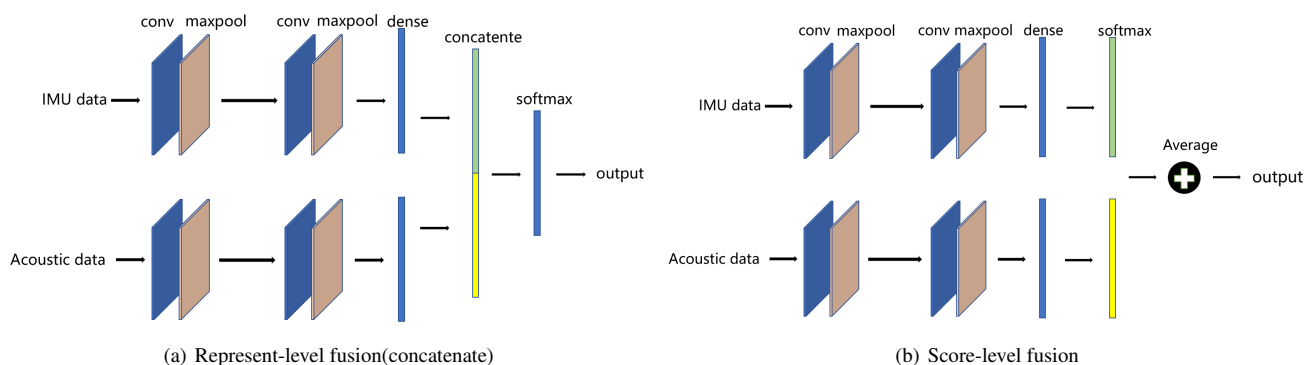 conv maxpool conv maxpool dense
concatente
IMU data
softmax
output
Acoustic data
(a) Represent-level fusion(concatenate)
conv maxpool conv maxpool dense softmax
IMU data
Average
output
Acoustic data
(b) Score-level fusion